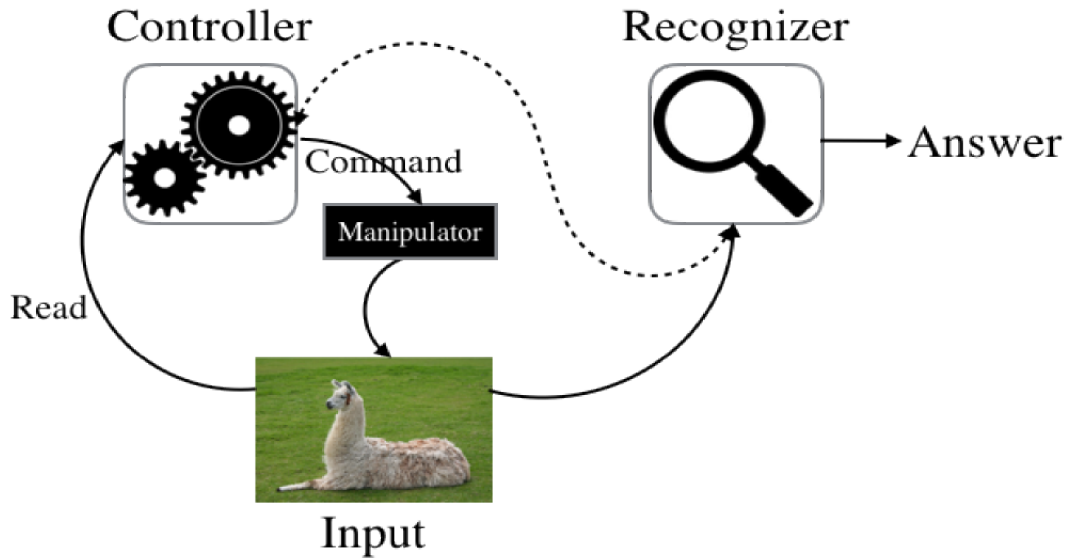 Controller
Recognizer
Command
Answer
Manipulator
Read
Input